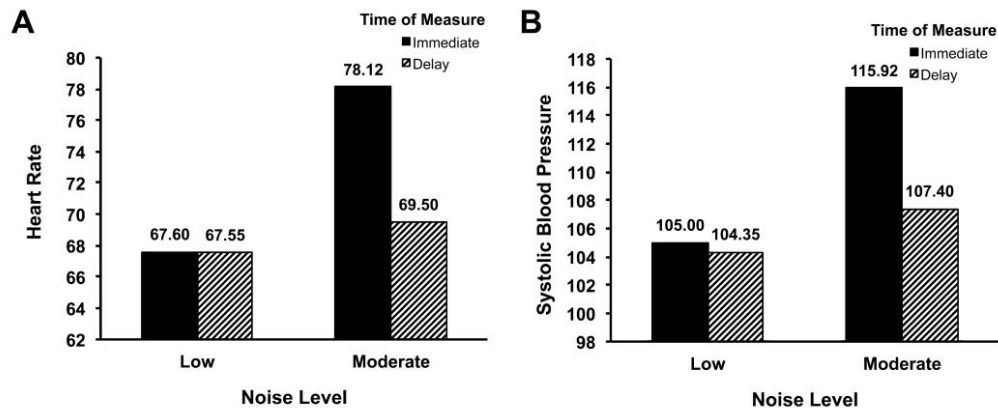 A
Time of Measure
Immediate
Delay
80
78
76
74
72
70
68
66
64
62
Heart Rate
67.60 67.55
78.12
69.50
Low Moderate
Noise Level
B
Time of Measure
Immediate
Delay
118
116
114
112
110
108
106
104
102
100
98
Systolic Blood Pressure
105.00 104.35
115.92
107.40
Low Moderate
Noise Level